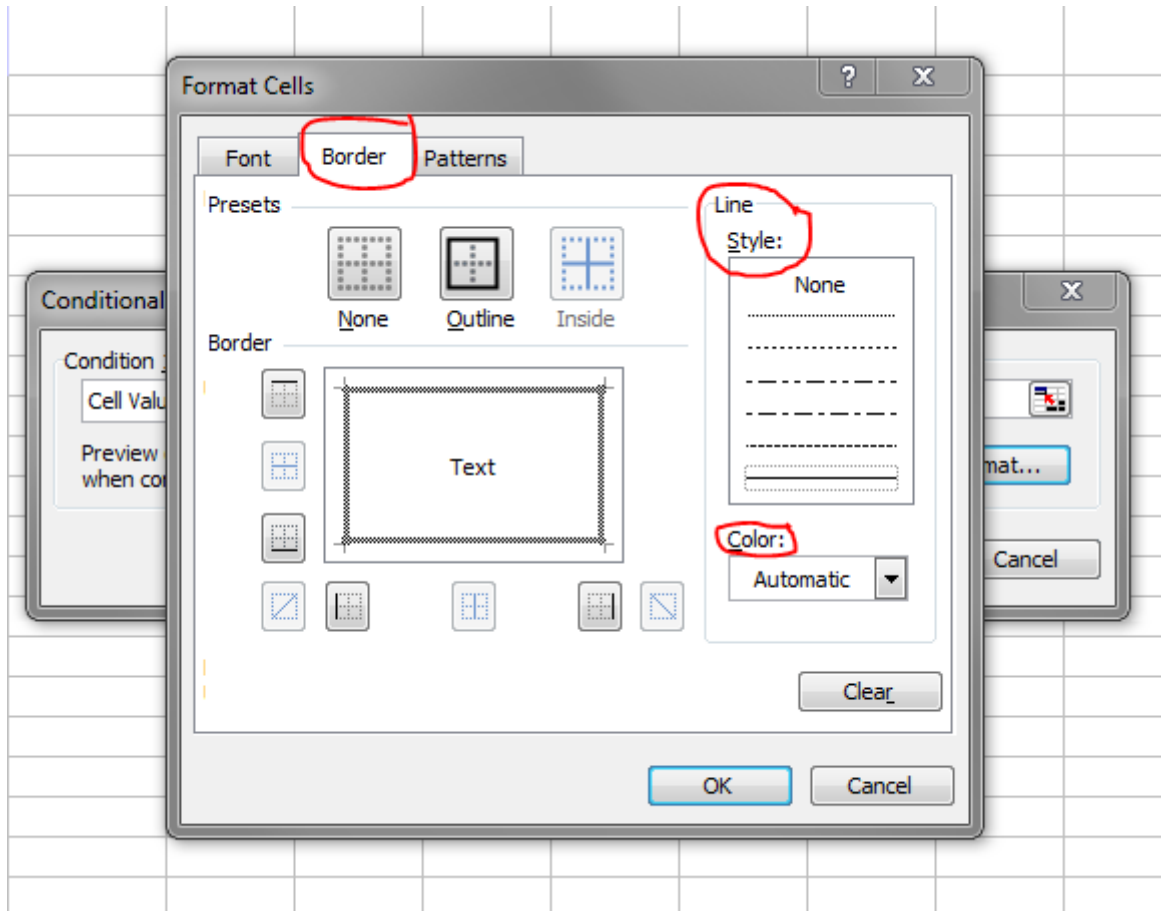 Format Cells
?
X
Font
Border
Patterns
Presets
None
Outline
Inside
Border
Text
Line
Style:
None
Color:
Automatic
Clear
OK
Cancel
Conditional
X
Condition
Cell Valu
Preview
when co
mat...
Cancel